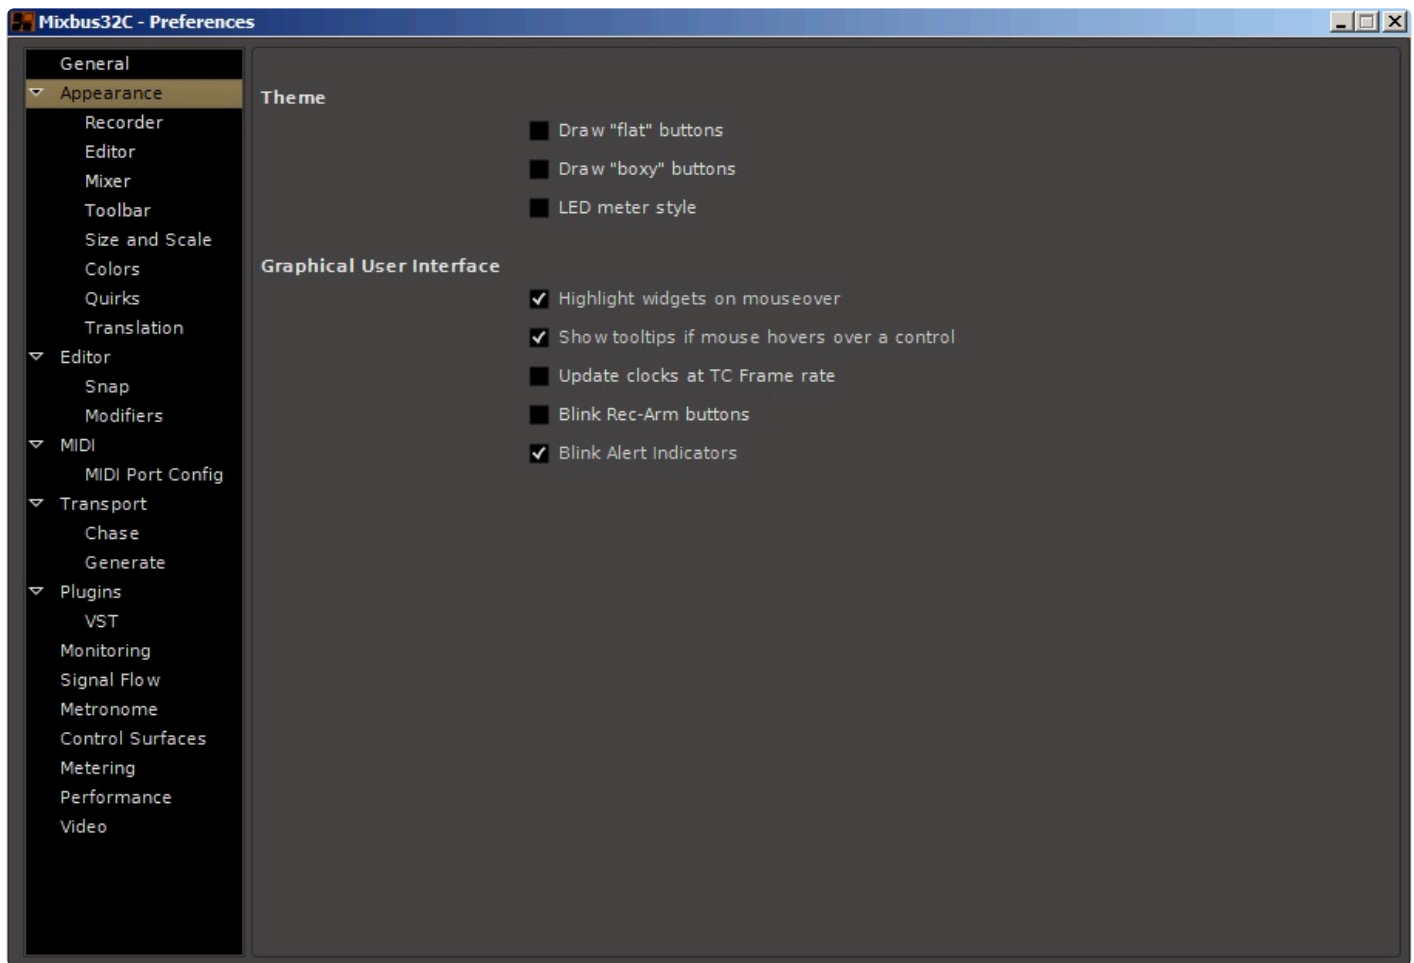 Mixbus32C - Preferences
General
Appearance
Recorder
Editor
Mixer
Toolbar
Size and Scale
Colors
Quirks
Translation
Editor
Snap
Modifiers
MIDI
MIDI Port Config
Transport
Chase
Generate
Plugins
VST
Monitoring
Signal Flow
Metronome
Control Surfaces
Metering
Performance
Video
Theme
Draw "flat" buttons
Draw "boxy" buttons
LED meter style
Graphical User Interface
Highlight widgets on mouseover
Show tooltips if mouse hovers over a control
Update clocks at TC Frame rate
Blink Rec-Arm buttons
Blink Alert Indicators